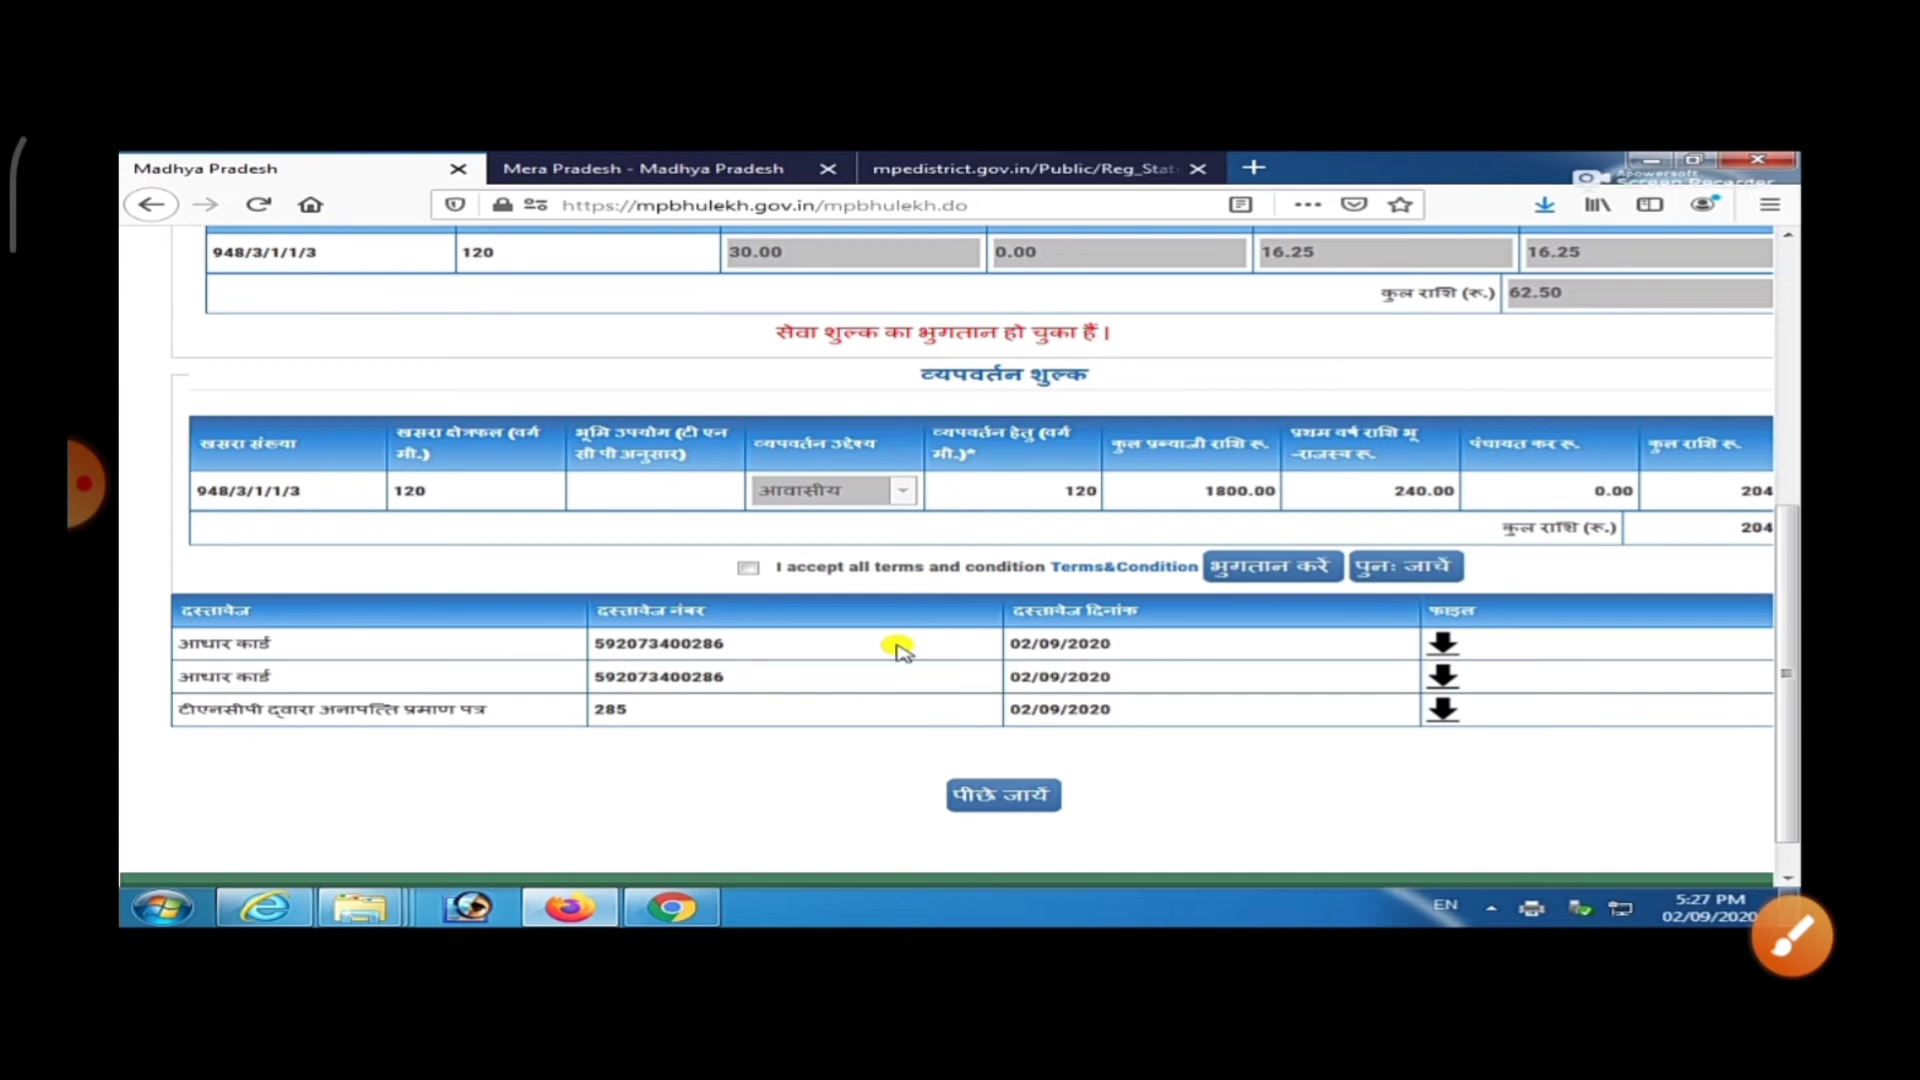 Madhya Pradesh
Mera Pradesh - Madhya Pradesh
mpedistrict.gov.in/Public/Reg_Stat
Apowersoft
Screen Recorder
https://mpbhulekh.gov.in/mpbhulekh.do
948/3/1/1/3 120 30.00 0.00 16.25 16.25
कुल राशि (रू.) 62.50
सेवा शुल्क का भुगतान हो चुका हैं |
व्यपवर्तन शुल्क
खसरा संख्या खसरा क्षेत्रफल (वर्ग मी.) भूमि उपयोग (टी एन सी पी अनुसार) व्यपवर्तन उद्देश्य व्यपवर्तन हेतु (वर्ग मी.)* कुल प्रब्याजी राशि रू. प्रथम वर्ष राशि भू -राजस्व रू. पंचायत कर रू. कुल राशि रू.
948/3/1/1/3 120 आवासीय 120 1800.00 240.00 0.00 204
कुल राशि (रू.) 204
I accept all terms and condition Terms&Condition भुगतान करें पुनः जाचें
दस्तावेज दस्तावेज नंबर दस्तावेज दिनांक फाइल
आधार कार्ड 592073400286 02/09/2020
आधार कार्ड 592073400286 02/09/2020
टीएनसीपी द्वारा अनापत्ति प्रमाण पत्र 285 02/09/2020
पीछे जायें
EN 5:27 PM
02/09/2020